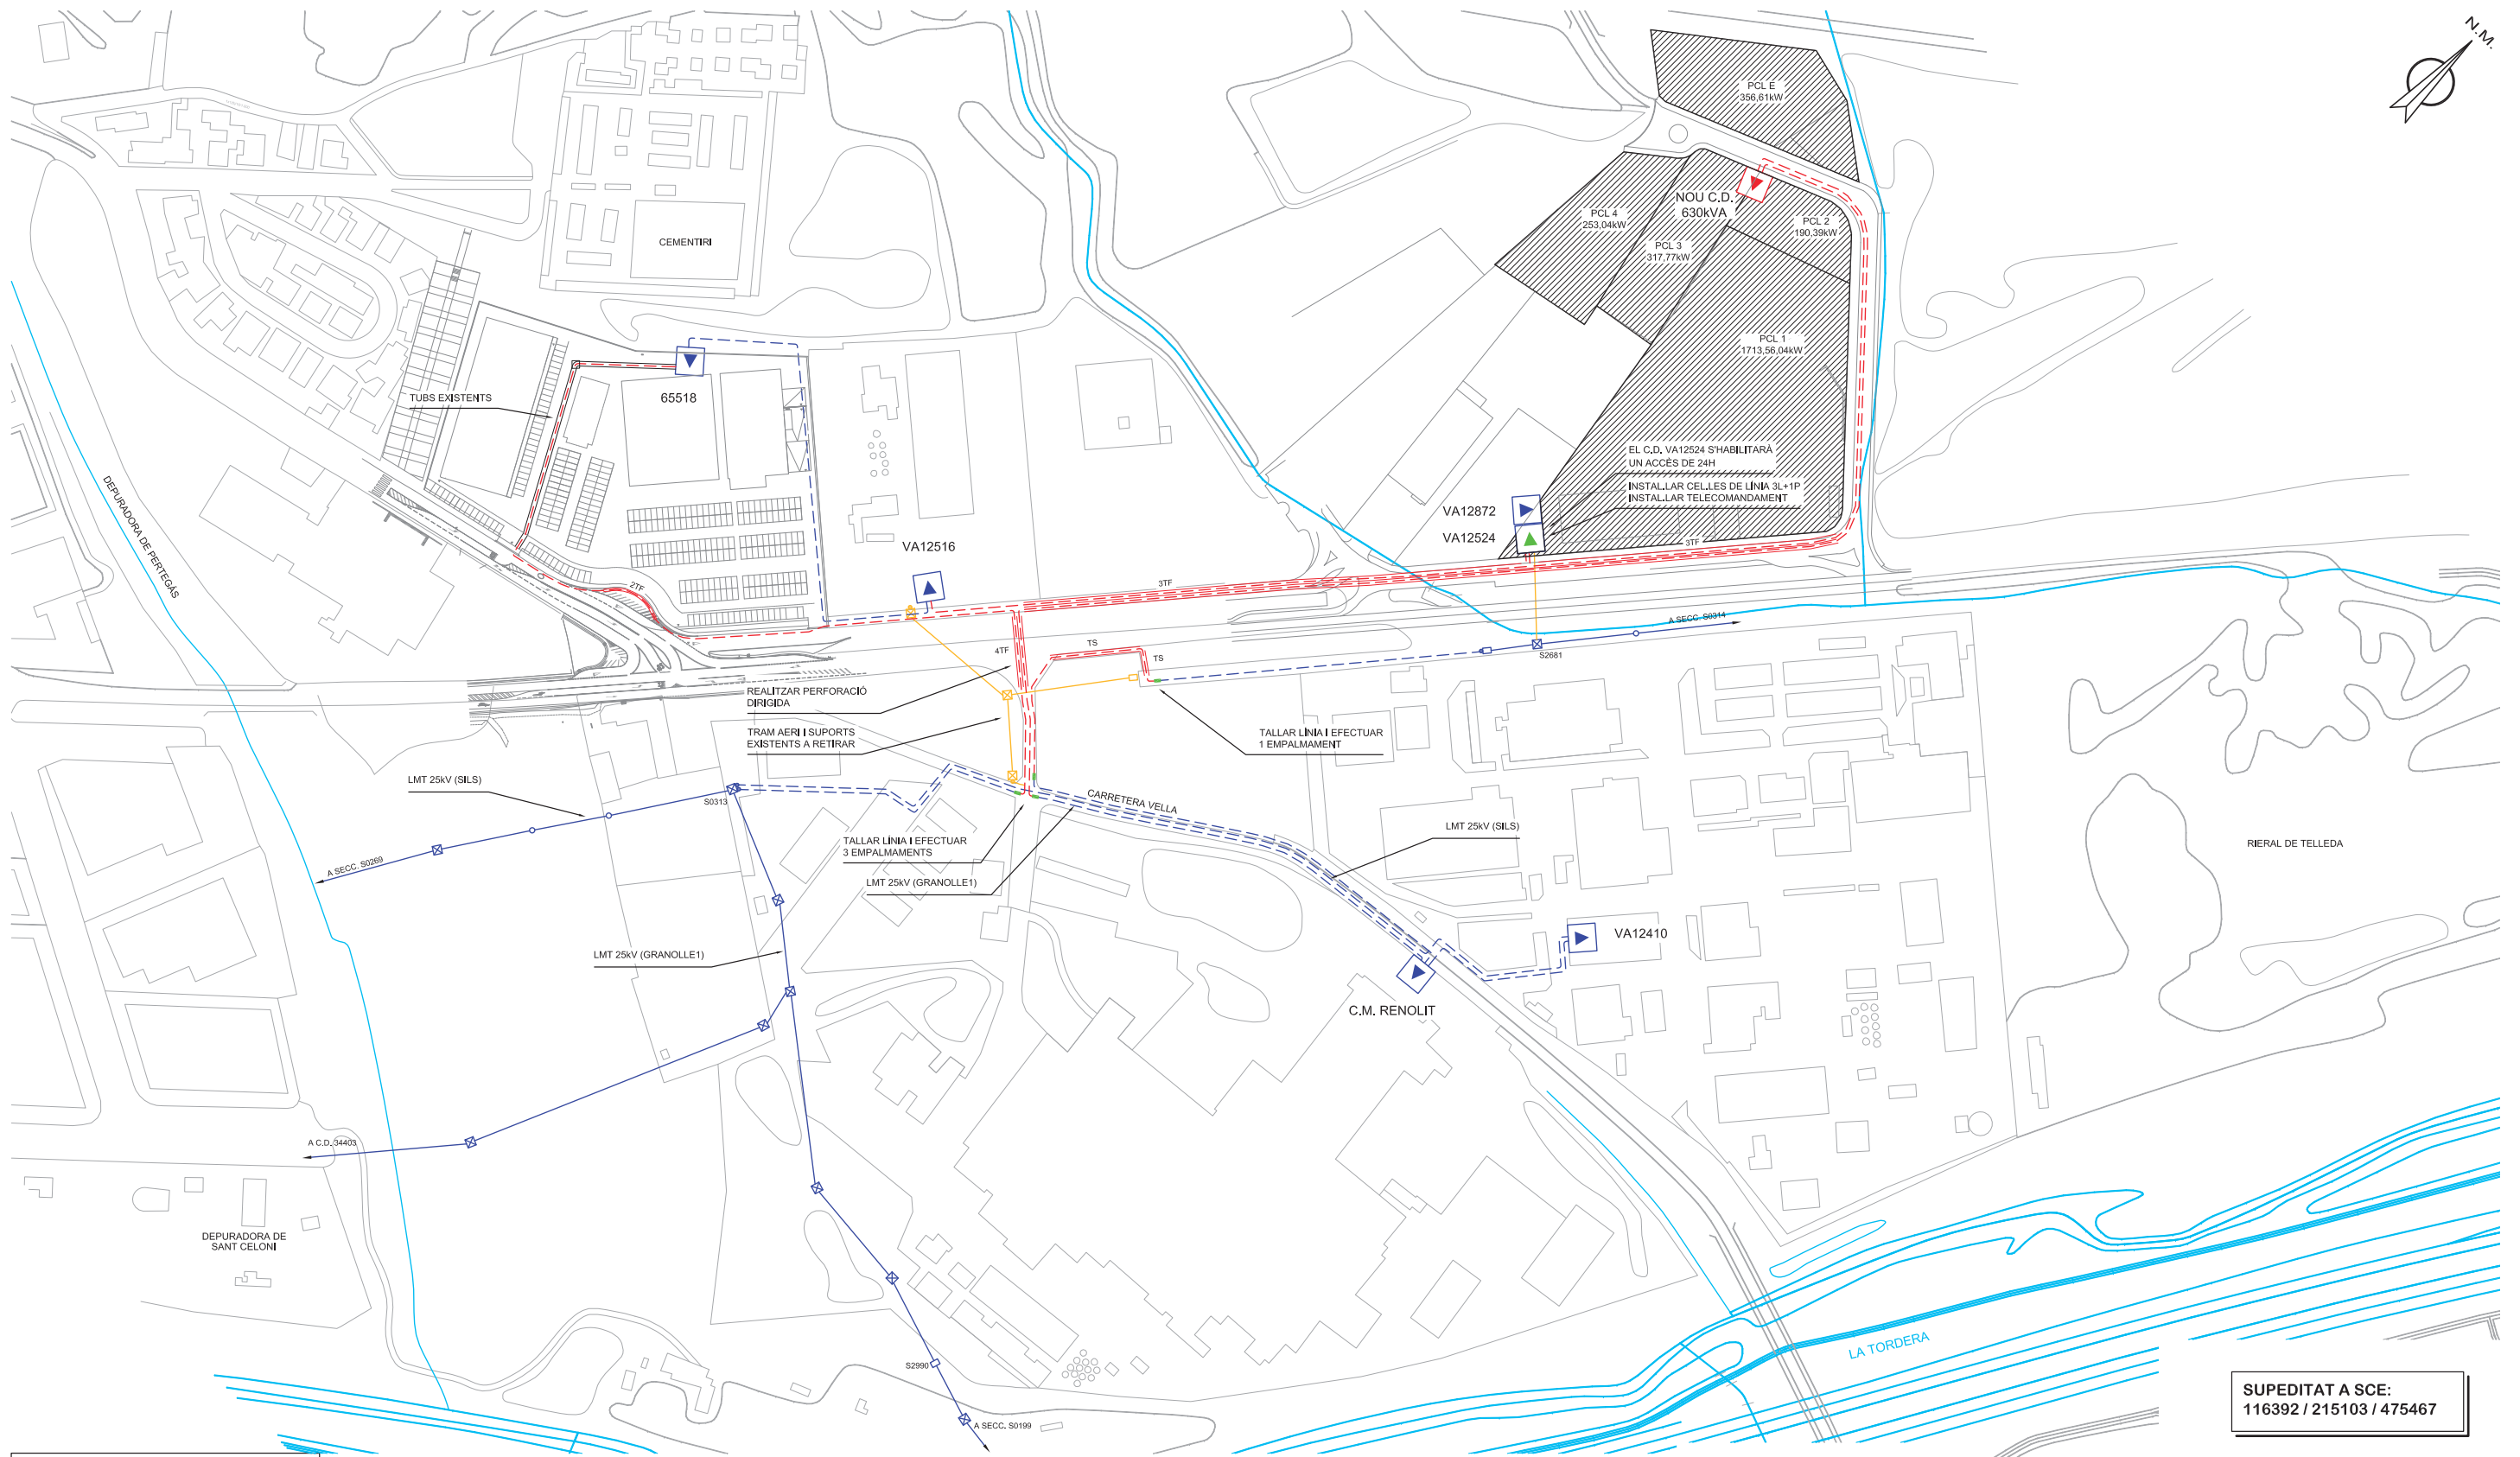 N.M.
PCL E
356,61kW
NOU C.D.
630kVA
PCL 4
253,04kW
PCL 3
317,77kW
PCL 2
190,39kW
PCL 1
1713,56,04kW
CEMENTIRI
TUBS EXISTENTS
65518
DEPURADORA DE PERTEGÀS
EL C.D. VA12524 S'HABILITARÀ
UN ACCÈS DE 24H
INSTAL.LAR CEL.LES DE LÍNIA 3L+1P
INSTAL.LAR TELECOMANDAMENT
VA12872
VA12524
VA12516
3TF
3TF
2TF
4TF
TS
TS
A SECC. S0314
S2681
REALITZAR PERFORACIÓ
DIRIGIDA
TRAM AERI I SUPORTS
EXISTENTS A RETIRAR
TALLAR LÍNIA I EFECTUAR
1 EMPALMAMENT
LMT 25kV (SILS)
S0313
CARRETERA VELLA
LMT 25kV (SILS)
TALLAR LÍNIA I EFECTUAR
3 EMPALMAMENTS
A SECC. S0269
LMT 25kV (GRANOLLE1)
RIERAL DE TELLEDA
LMT 25kV (GRANOLLE1)
VA12410
C.M. RENOLIT
A C.D. 34403
DEPURADORA DE
SANT CELONI
S2990
A SECC. S0199
LA TORDERA
SUPEDITAT A SCE:
116392 / 215103 / 475467